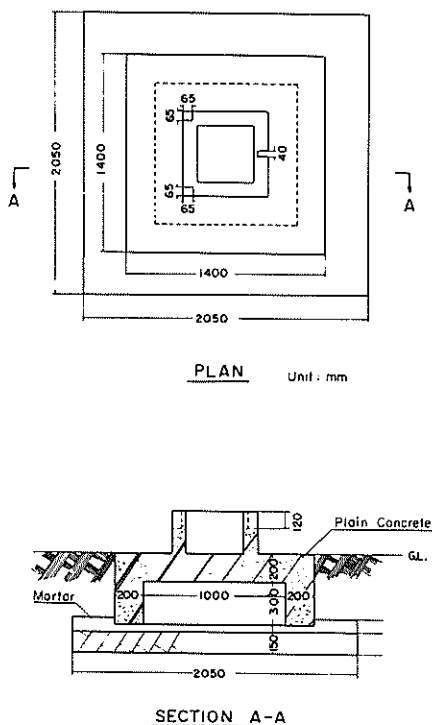 65
65
2050
1400
40
A
A
65
65
1400
2050
PLAN Unit : mm
120
Plain Concrete
G.L.
200
Mortar
200 1000 200
300
150
2050
SECTION A-A